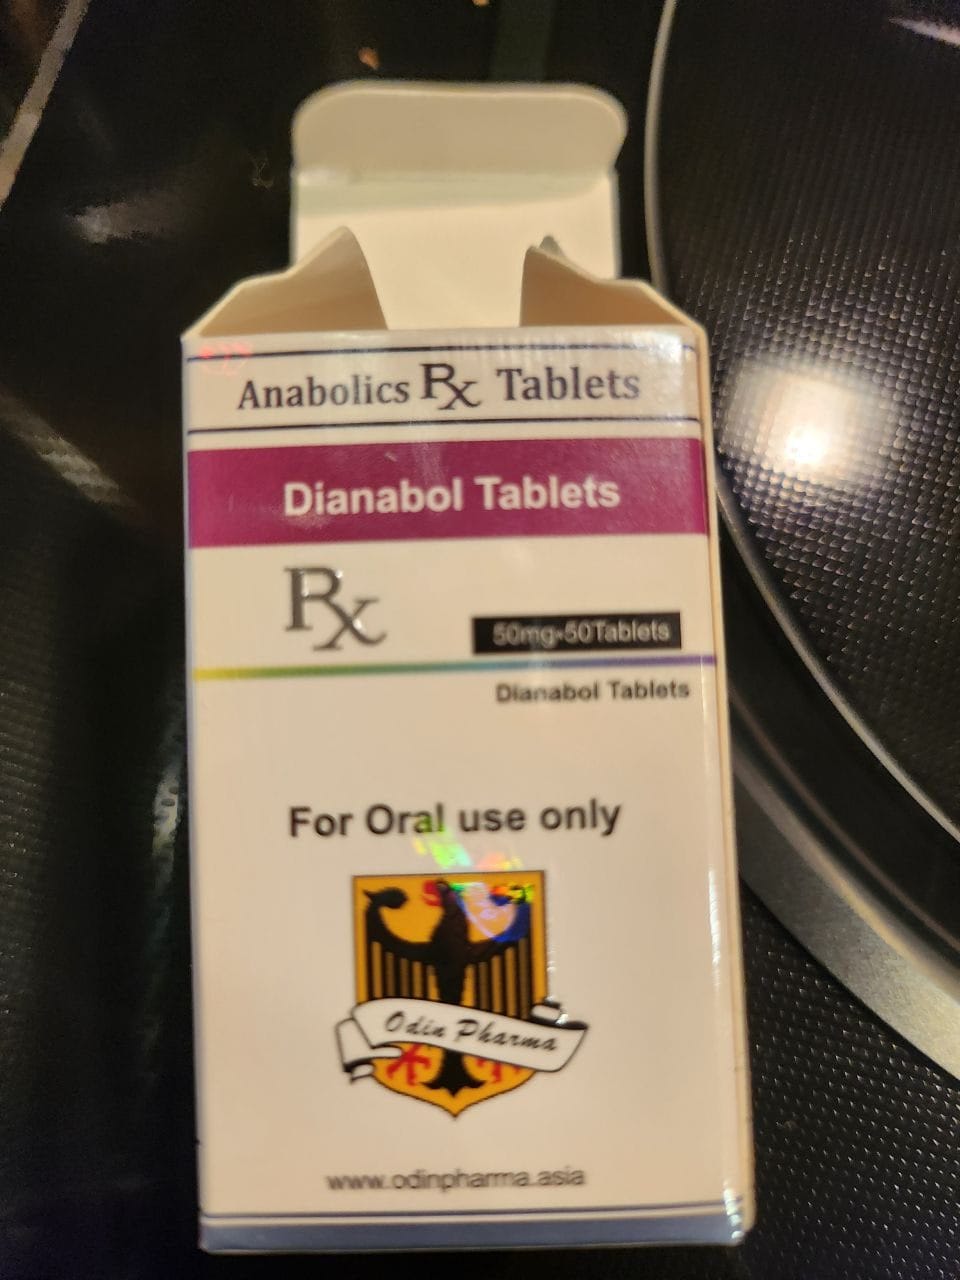 Anabolics Rx Tablets
Dianabol Tablets
Rx
50mg*50Tablets
Dianabol Tablets
For Oral use only
Odin Pharma
www.odinpharma.asia